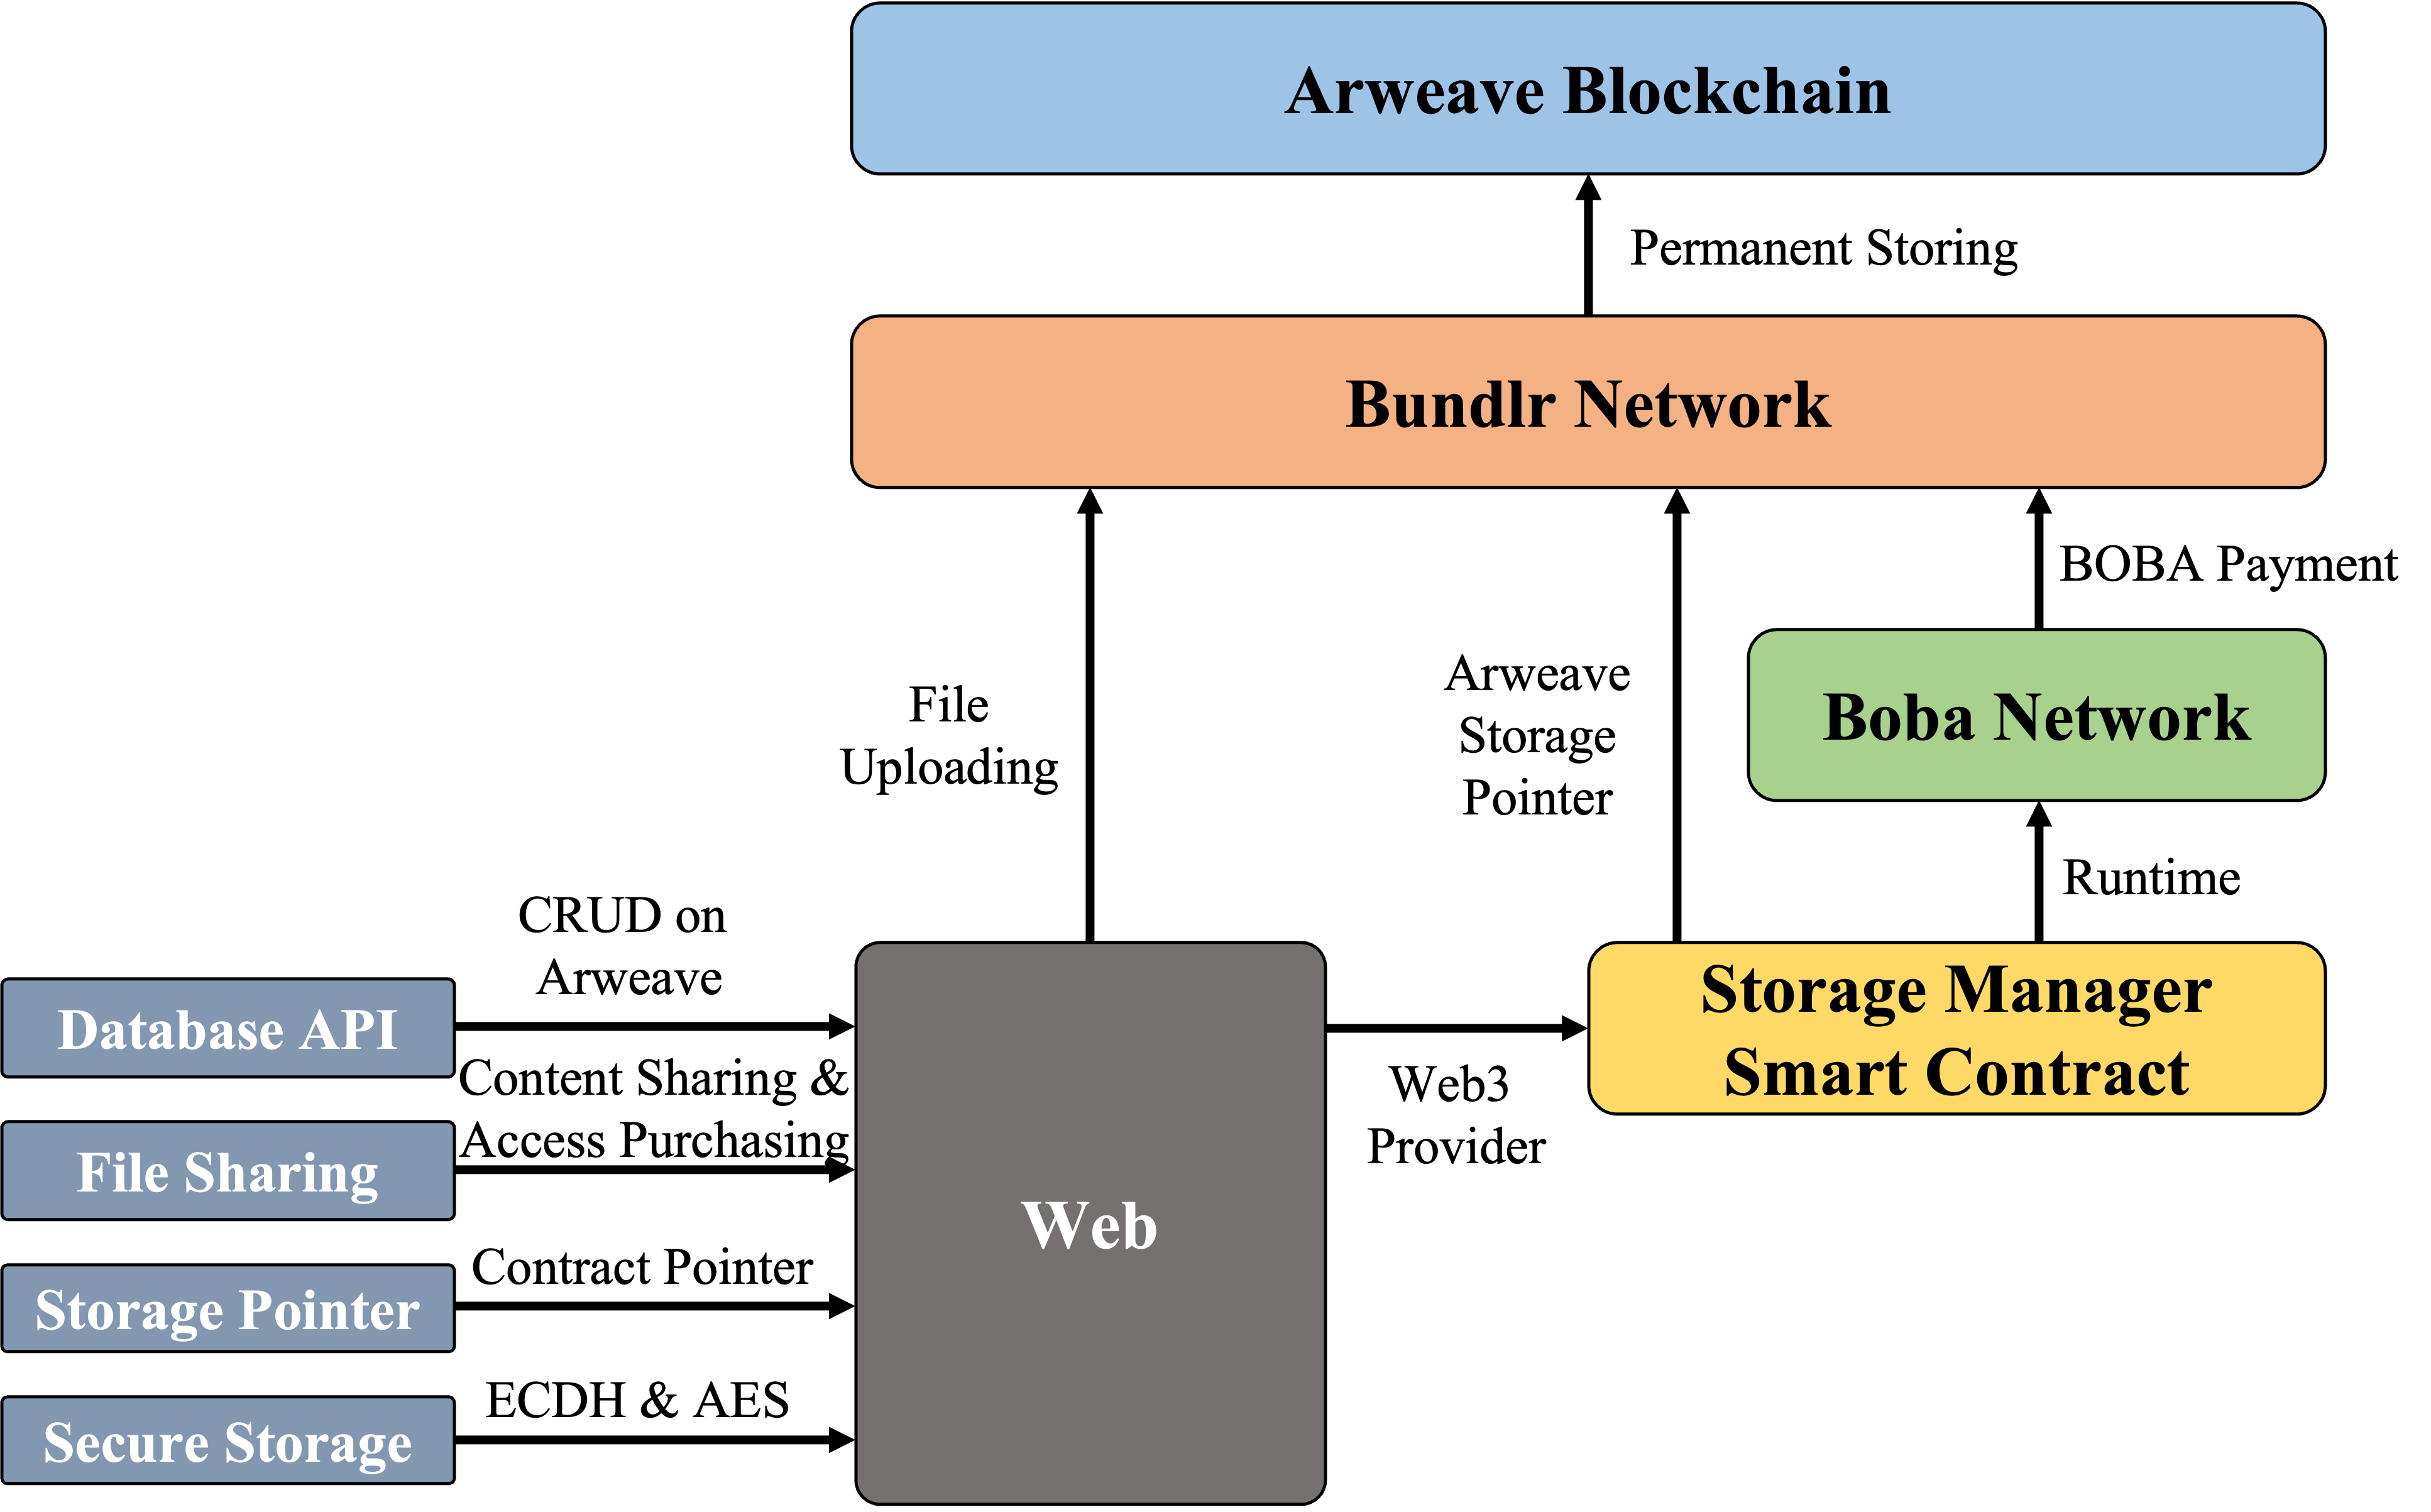 Arweave Blockchain
Permanent Storing
Bundlr Network
BOBA Payment
File
Uploading
Arweave
Storage
Pointer
Boba Network
Runtime
CRUD on
Arweave
Database API
Content Sharing &
Access Purchasing
File Sharing
Contract Pointer
Storage Pointer
ECDH & AES
Secure Storage
Web
Web3
Provider
Storage Manager
Smart Contract